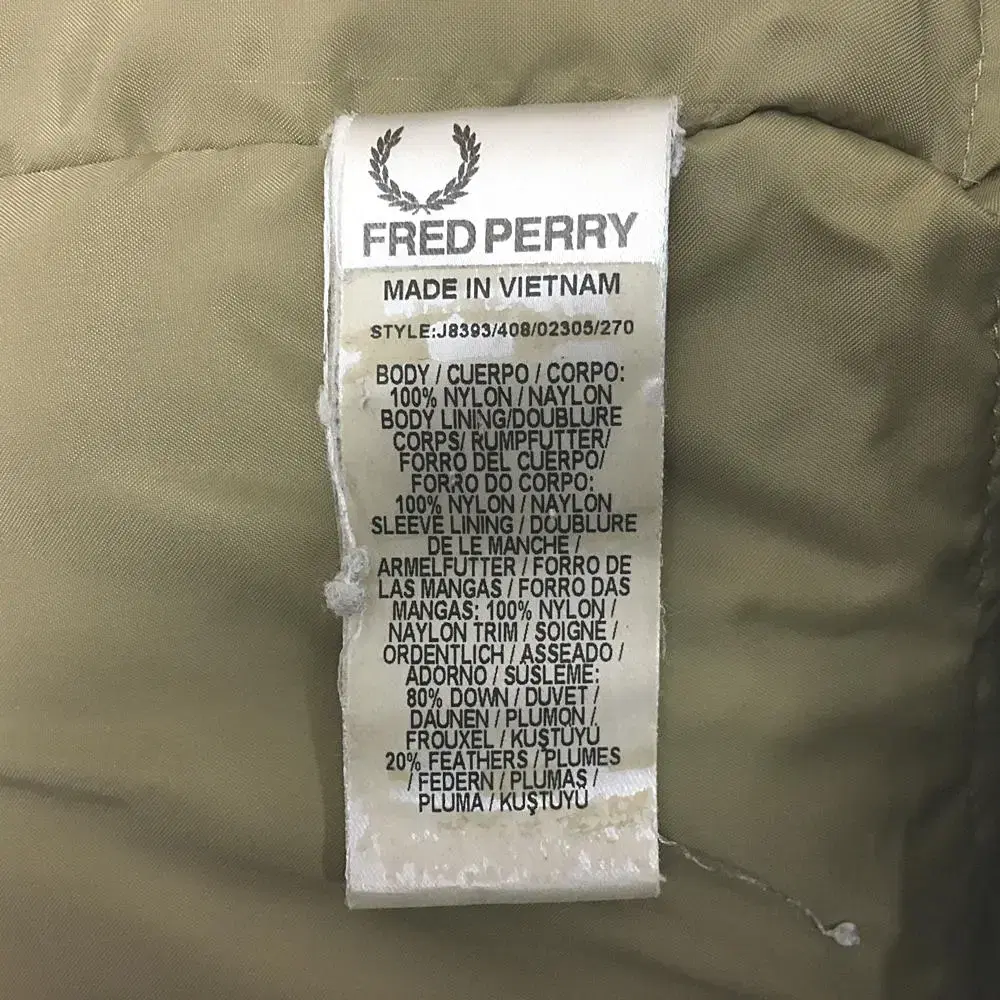 FRED PERRY
MADE IN VIETNAM
STYLE:J8393/408/02305/270
BODY / CUERPO / CORPO:
100% NYLON / NAYLON
BODY LINING/DOUBLURE
CORPS/ RUMPFUTTER/
FORRO DEL CUERPO/
FORRO DO CORPO:
100% NYLON / NAYLON
SLEEVE LINING / DOUBLURE
DE LE MANCHE /
ARMELFUTTER / FORRO DE
LAS MANGAS / FORRO DAS
MANGAS: 100% NYLON /
NAYLON TRIM / SOIGNÉ /
ORDENTLICH / ASSEADO /
ADORNO / SÜSLEME:
80% DOWN / DUVET /
DAUNEN / PLUMON /
FROUXEL / KUŞTÜYÜ
20% FEATHERS / PLUMES
/ FEDERN / PLUMAS /
PLUMA / KUŞTÜYÜ